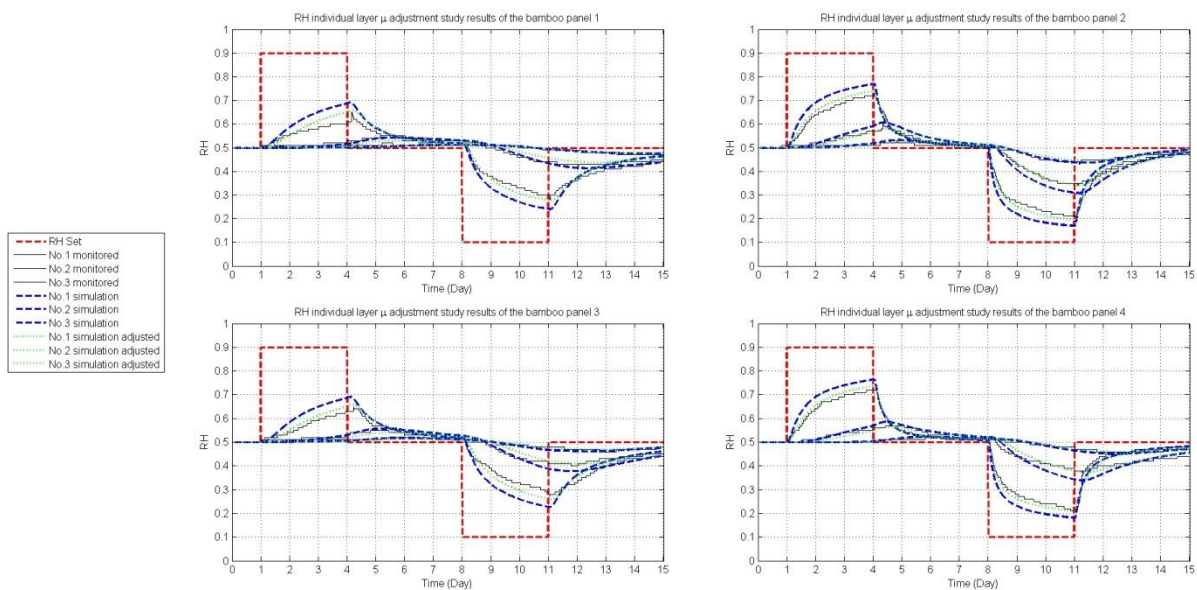 RH individual layer μ adjustment study results of the bamboo panel 1
1
0.9
0.8
0.7
0.6
0.5
0.4
0.3
0.2
0.1
0
RH
0 1 2 3 4 5 6 7 8 9 10 11 12 13 14 15
Time (Day)
RH individual layer μ adjustment study results of the bamboo panel 2
1
0.9
0.8
0.7
0.6
0.5
0.4
0.3
0.2
0.1
0
RH
0 1 2 3 4 5 6 7 8 9 10 11 12 13 14 15
Time (Day)
RH Set
No.1 monitored
No.2 monitored
No.3 monitored
No.1 simulation
No.2 simulation
No.3 simulation
No.1 simulation adjusted
No.2 simulation adjusted
No.3 simulation adjusted
RH individual layer μ adjustment study results of the bamboo panel 3
1
0.9
0.8
0.7
0.6
0.5
0.4
0.3
0.2
0.1
0
RH
0 1 2 3 4 5 6 7 8 9 10 11 12 13 14 15
Time (Day)
RH individual layer μ adjustment study results of the bamboo panel 4
1
0.9
0.8
0.7
0.6
0.5
0.4
0.3
0.2
0.1
0
RH
0 1 2 3 4 5 6 7 8 9 10 11 12 13 14 15
Time (Day)